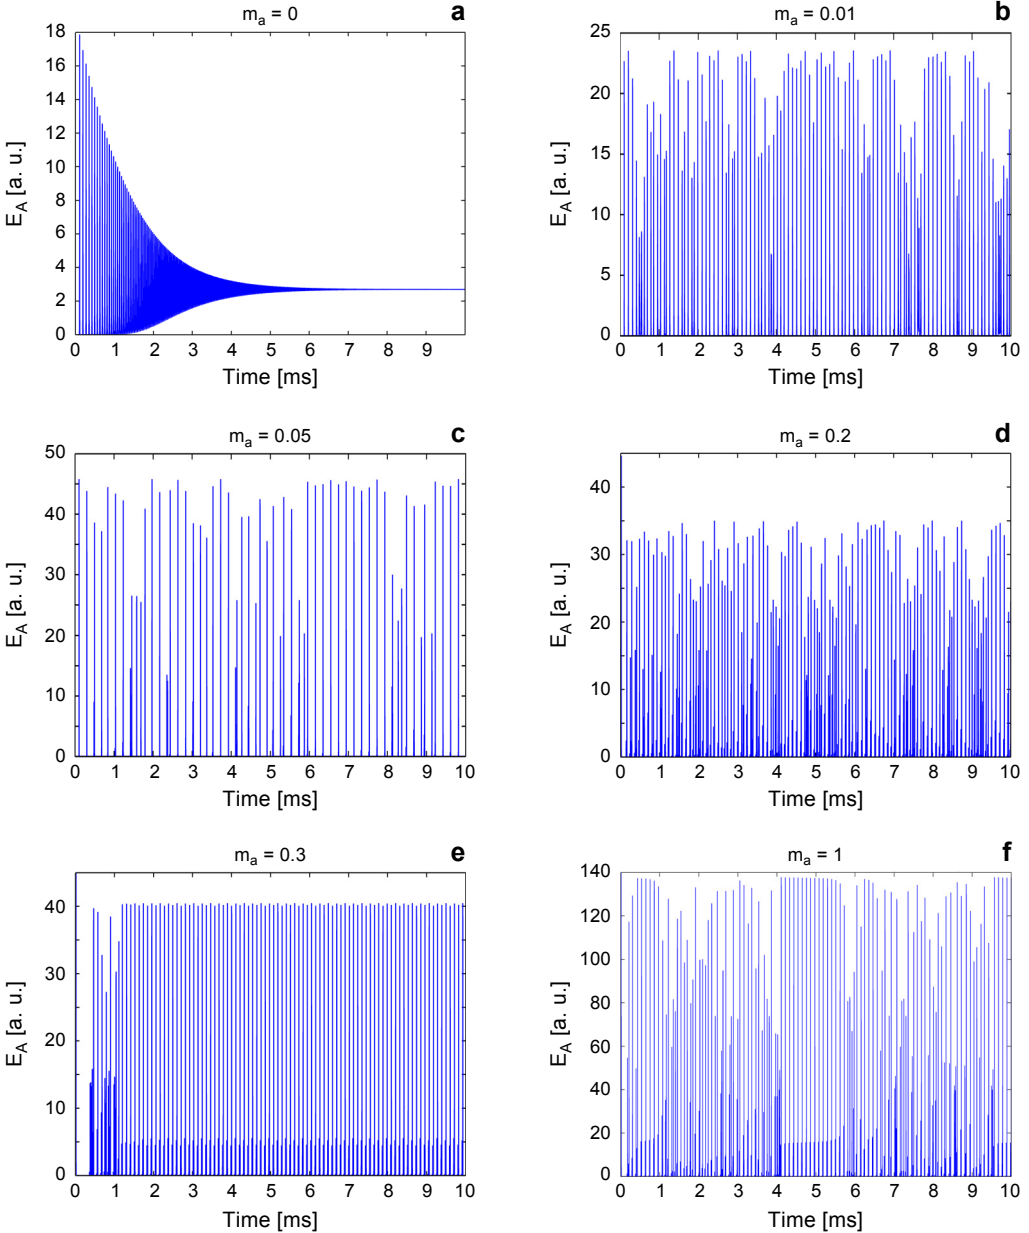 m_a = 0
a
E_A [a. u.]
18
16
14
12
10
8
6
4
2
0
0 1 2 3 4 5 6 7 8 9
Time [ms]
m_a = 0.01
b
E_A [a. u.]
25
20
15
10
5
0
0 1 2 3 4 5 6 7 8 9 10
Time [ms]
m_a = 0.05
c
E_A [a. u.]
50
40
30
20
10
0
0 1 2 3 4 5 6 7 8 9 10
Time [ms]
m_a = 0.2
d
E_A [a. u.]
40
30
20
10
0
0 1 2 3 4 5 6 7 8 9 10
Time [ms]
m_a = 0.3
e
E_A [a. u.]
40
30
20
10
0
0 1 2 3 4 5 6 7 8 9 10
Time [ms]
m_a = 1
f
E_A [a. u.]
140
120
100
80
60
40
20
0
0 1 2 3 4 5 6 7 8 9 10
Time [ms]